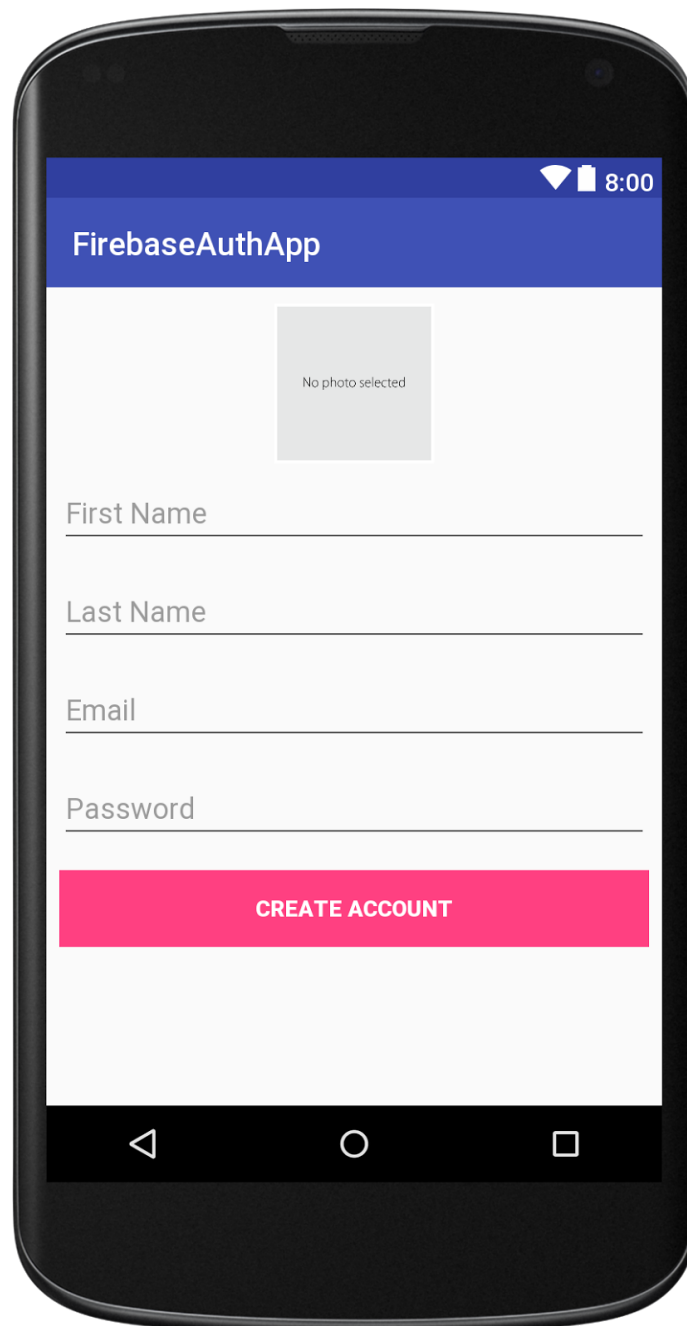 8:00
FirebaseAuthApp
No photo selected
First Name
Last Name
Email
Password
CREATE ACCOUNT